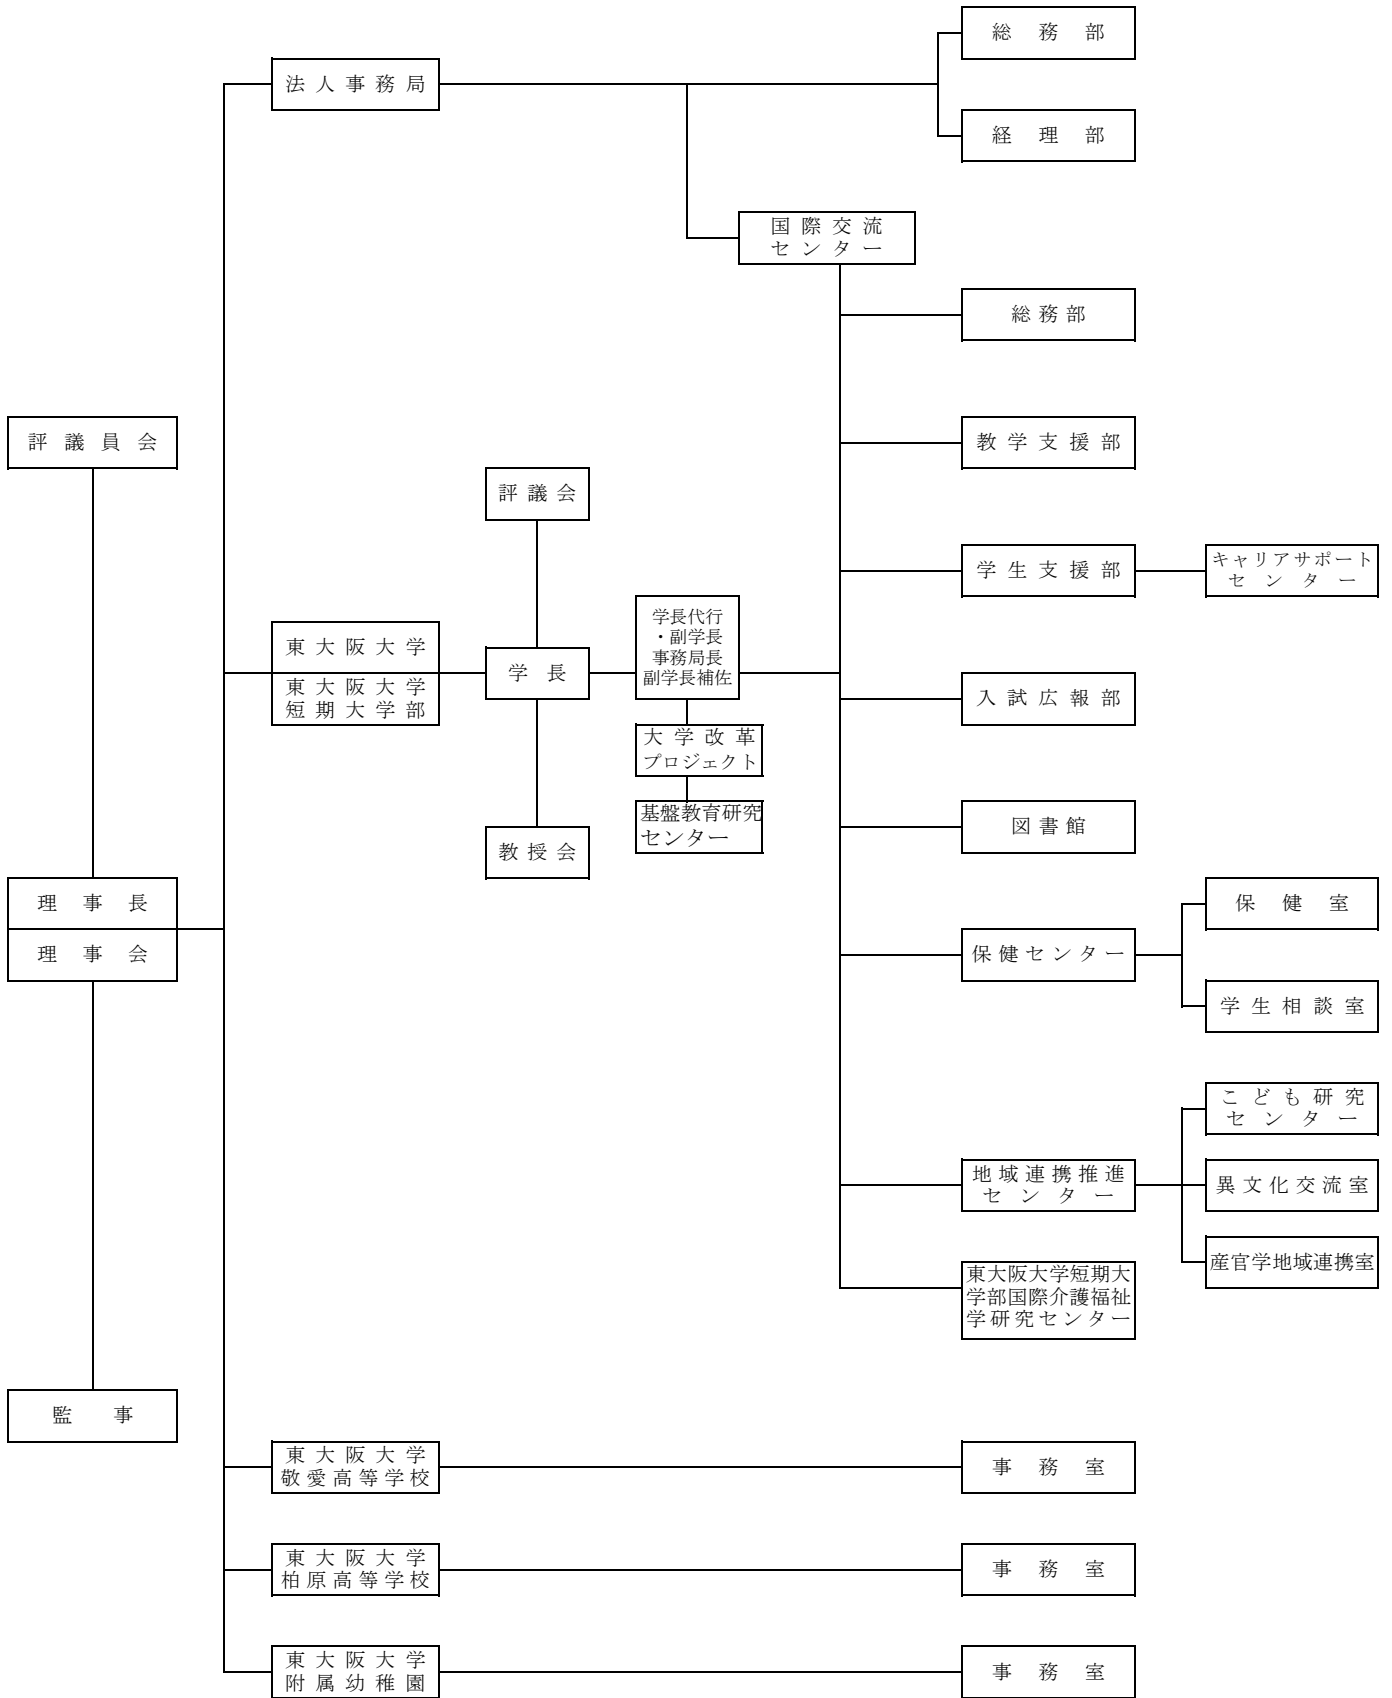 総務部
法人事務局
経理部
国際交流
センター
総務部
評議員会
教学支援部
評議会
学生支援部
キャリアサポート
センター
東大阪大学
東大阪大学
短期大学部
学長
学長代行
・副学長
事務局長
副学長補佐
入試広報部
大学改革
プロジェクト
基盤教育研究
センター
図書館
教授会
理事長
理事会
保健センター
保健室
学生相談室
こども研究
センター
地域連携推進
センター
異文化交流室
産官学地域連携室
東大阪大学短期大
学部国際介護福祉
学研究センター
監事
東大阪大学
敬愛高等学校
事務室
東大阪大学
柏原高等学校
事務室
東大阪大学
附属幼稚園
事務室